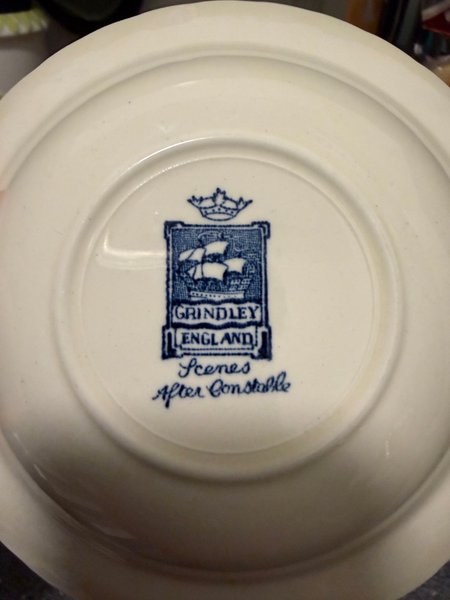 GRINDLEY
ENGLAND
Scenes
After Constable